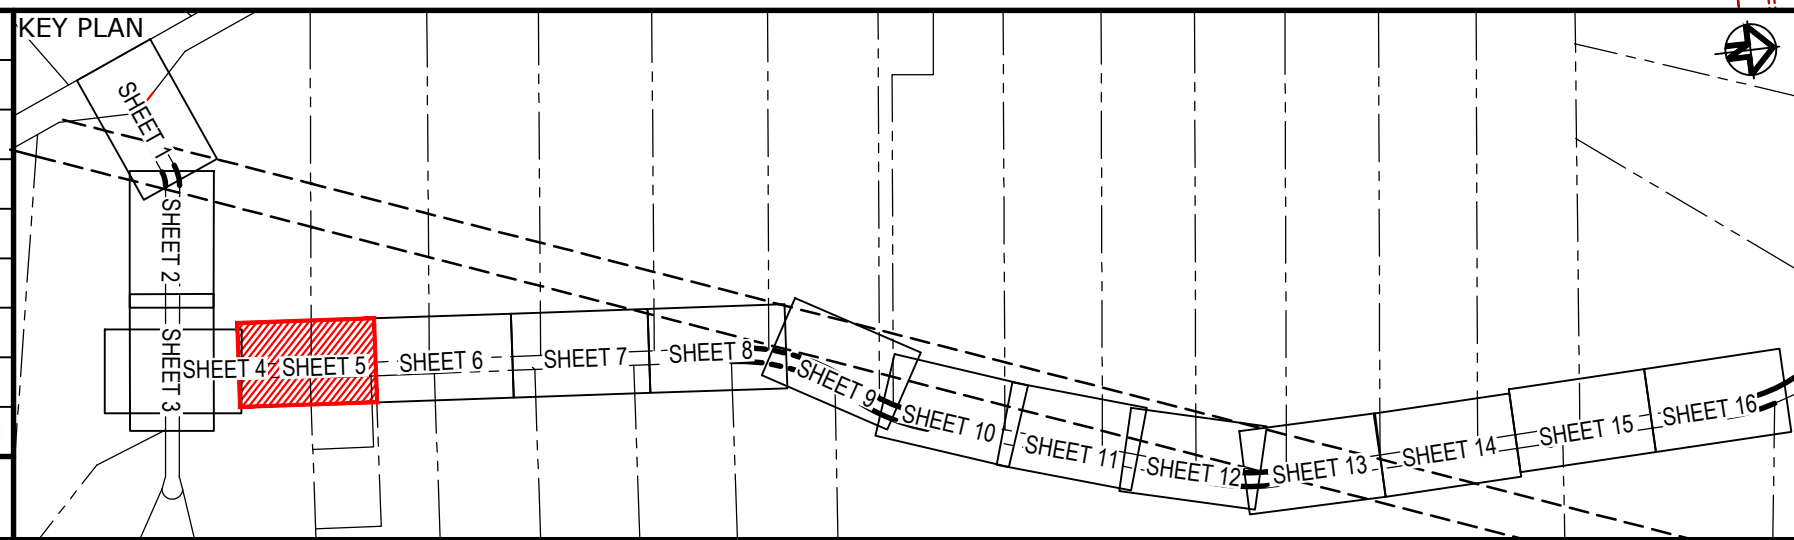 KEY PLAN
N
SHEET 1
SHEET 2
SHEET 3
SHEET 4
SHEET 5
SHEET 6
SHEET 7
SHEET 8
SHEET 9
SHEET 10
SHEET 11
SHEET 12
SHEET 13
SHEET 14
SHEET 15
SHEET 16